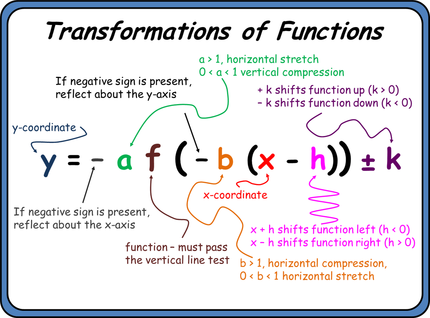 Transformations of Functions
a > 1, horizontal stretch
0 < a < 1 vertical compression
If negative sign is present,
reflect about the y-axis
+ k shifts function up (k > 0)
– k shifts function down (k < 0)
y-coordinate
y = – a f (– b (x – h)) ± k
x-coordinate
If negative sign is present,
reflect about the x-axis
x + h shifts function left (h < 0)
x – h shifts function right (h > 0)
function – must pass
the vertical line test
b > 1, horizontal compression,
0 < b < 1 horizontal stretch